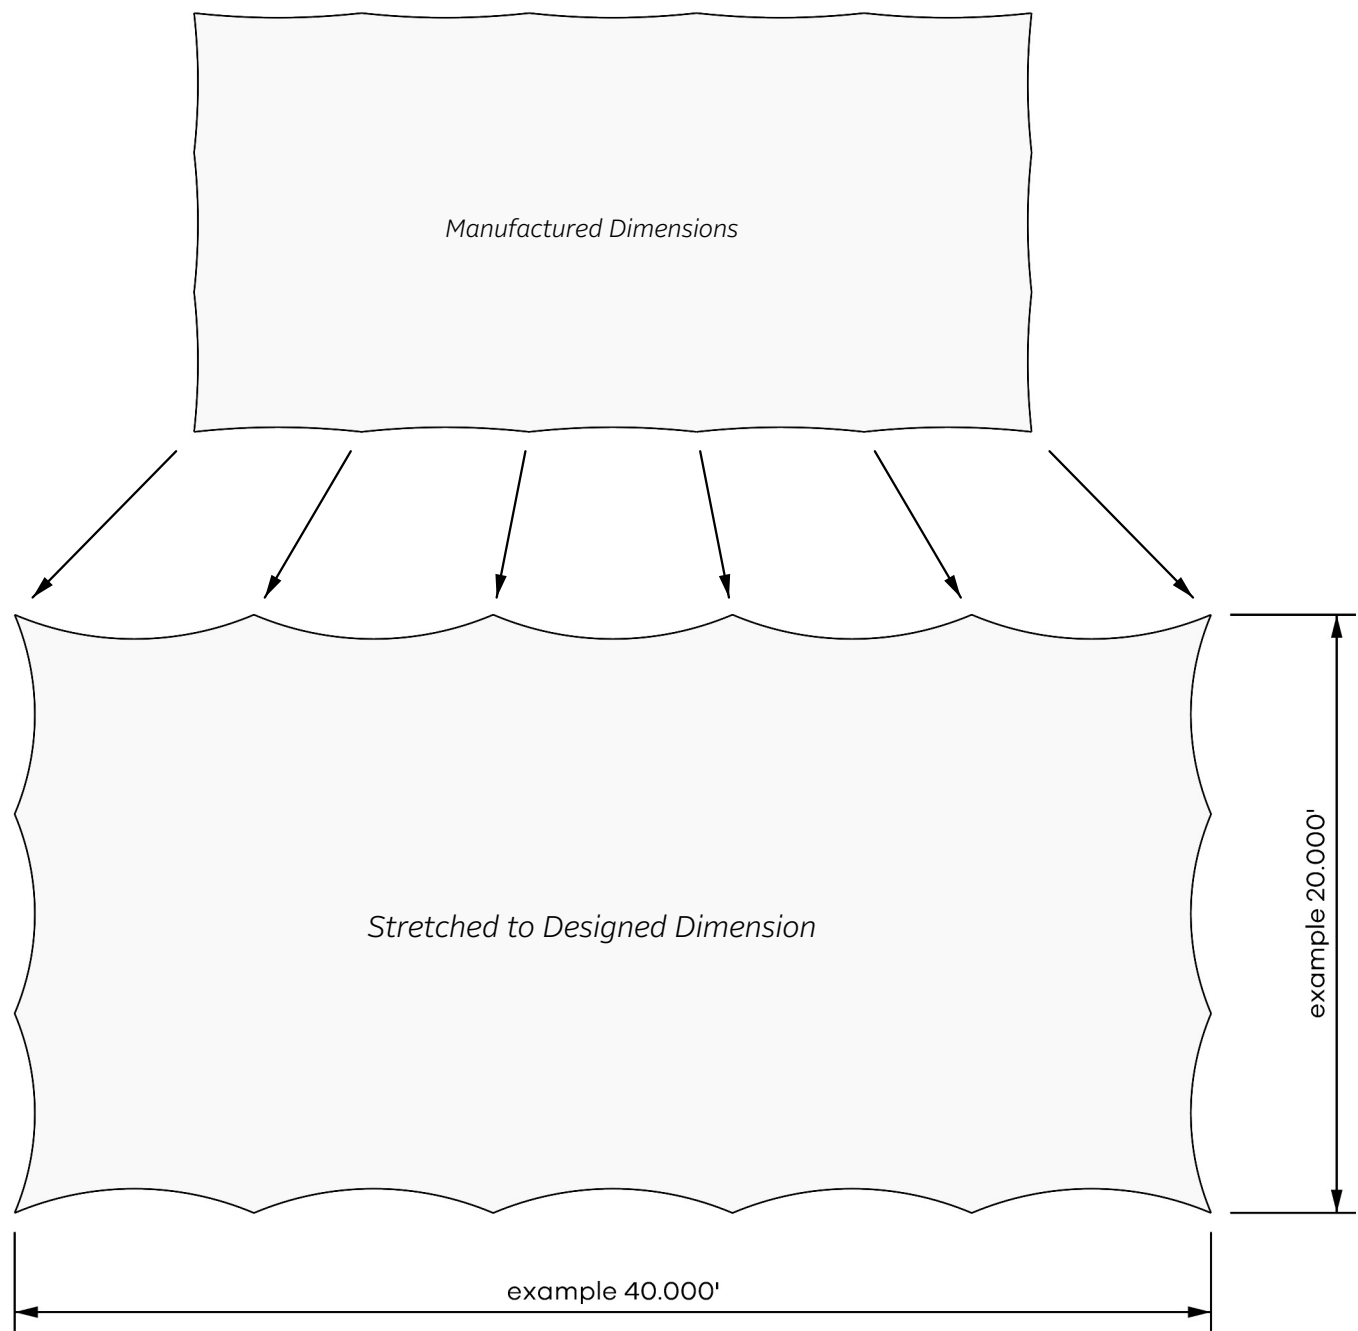 Manufactured Dimensions
Stretched to Designed Dimension
example 20.000'
example 40.000'